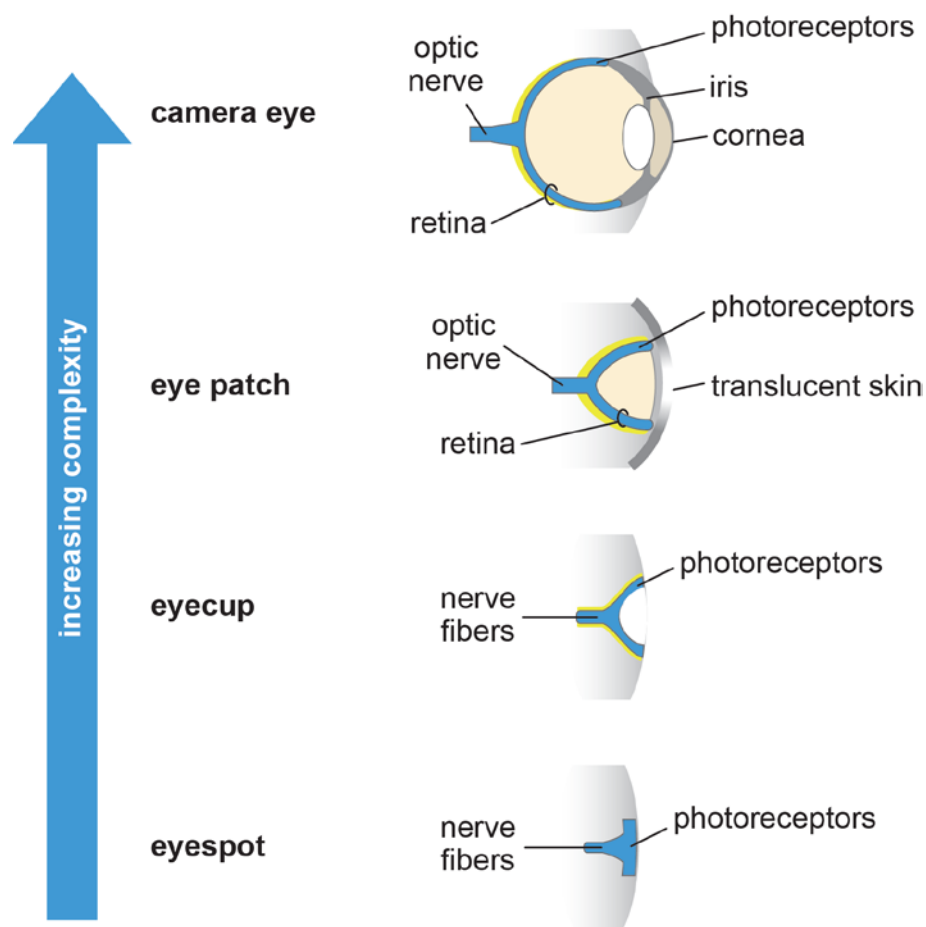 increasing complexity
camera eye
optic
nerve
photoreceptors
iris
cornea
retina
eye patch
optic
nerve
photoreceptors
translucent skin
retina
eyecup
nerve
fibers
photoreceptors
eyespot
nerve
fibers
photoreceptors